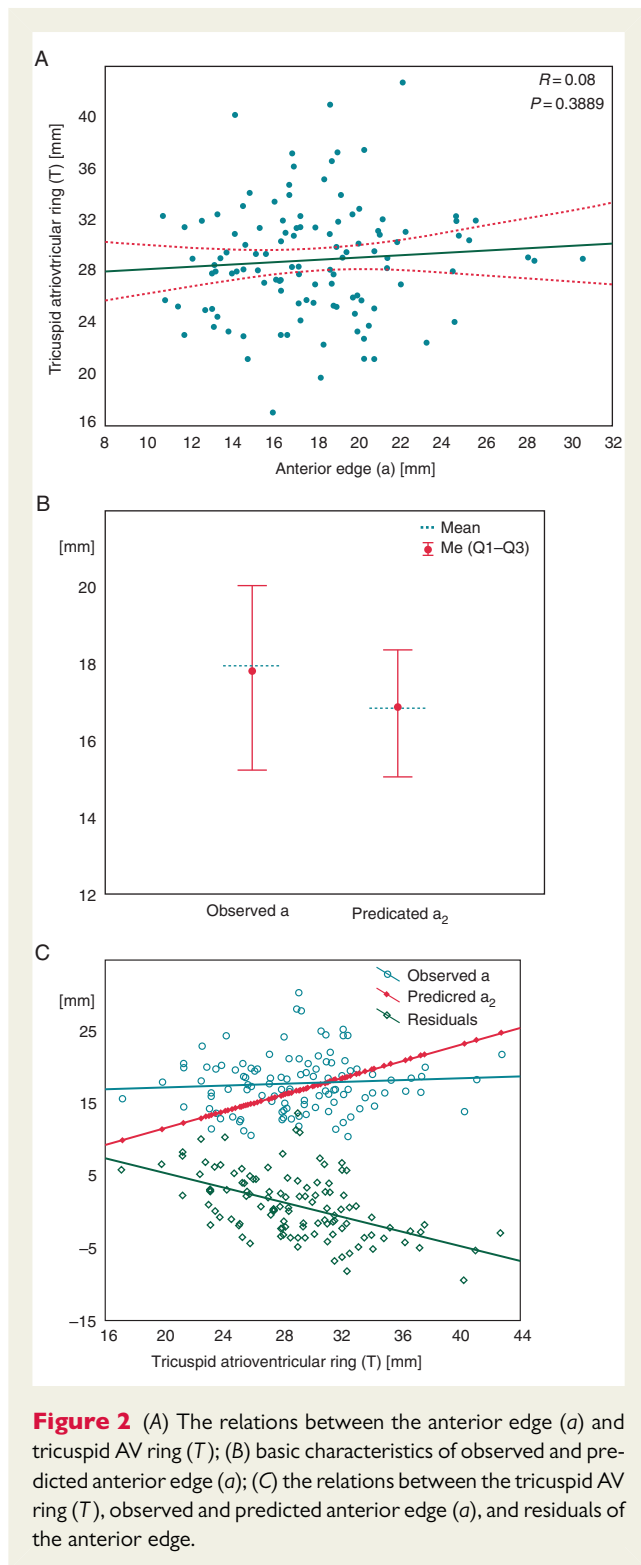 A
R = 0.08
P = 0.3889
Tricuspid atriovtricular ring (T) [mm]
40
36
32
28
24
20
16
8 10 12 14 16 18 20 22 24 26 28 30 32
Anterior edge (a) [mm]
B
[mm]
Mean
Me (Q1–Q3)
20
18
16
14
12
Observed a Predicated a2
C
[mm]
Observed a
Predicred a2
Residuals
25
15
5
−5
−15
16 20 24 28 32 36 40 44
Tricuspid atrioventricular ring (T) [mm]
Figure 2 (A) The relations between the anterior edge (a) and
tricuspid AV ring (T); (B) basic characteristics of observed and pre-
dicted anterior edge (a); (C) the relations between the tricuspid AV
ring (T), observed and predicted anterior edge (a), and residuals of
the anterior edge.